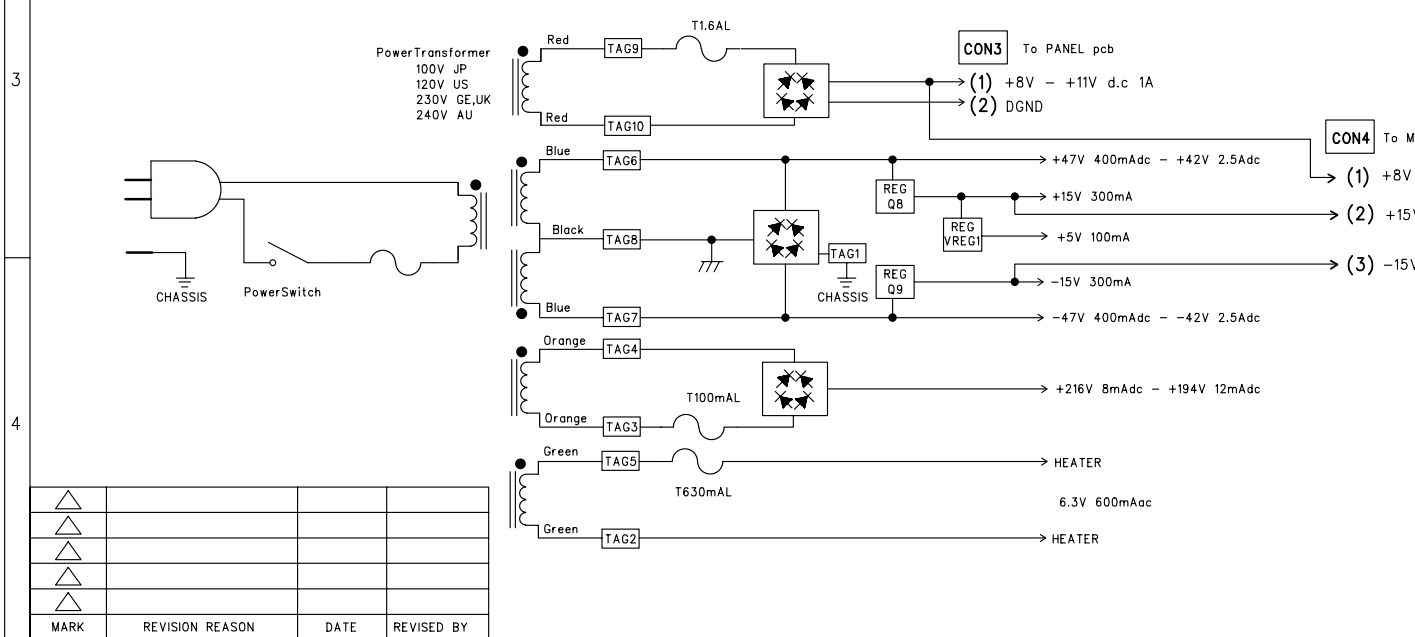 3
PowerTransformer
100V JP
120V US
230V GE,UK
240V AU
Red
TAG9
T1.6AL
Red
TAG10
CON3 To PANEL pcb
(1) +8V - +11V d.c 1A
(2) DGND
CON4 To M
(1) +8V
(2) +15V
(3) -15V
Blue
TAG6
+47V 400mAdc - +42V 2.5Adc
REG
Q8
+15V 300mA
REG
VREG1
+5V 100mA
Black
TAG8
TAG1
CHASSIS
REG
Q9
-15V 300mA
Blue
TAG7
-47V 400mAdc - -42V 2.5Adc
CHASSIS
PowerSwitch
Orange
TAG4
+216V 8mAdc - +194V 12mAdc
T100mAL
Orange
TAG3
4
Green
TAG5
T630mAL
HEATER
6.3V 600mAac
Green
TAG2
HEATER
MARK REVISION REASON DATE REVISED BY